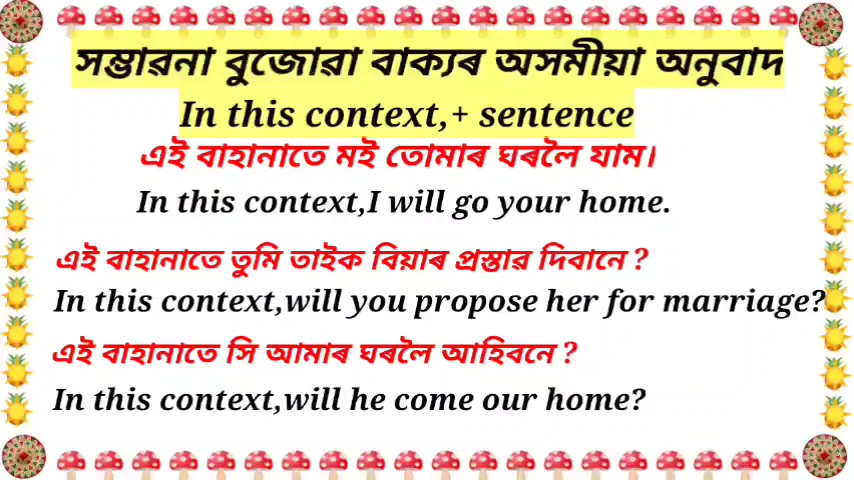 সম্ভাৱনা বুজোৱা বাক্যৰ অসমীয়া অনুবাদ
In this context,+ sentence
এই বাহানাতে মই তোমাৰ ঘৰলৈ যাম।
In this context,I will go your home.
এই বাহানাতে তুমি তাইক বিয়াৰ প্ৰস্তাৱ দিবানে ?
In this context,will you propose her for marriage?
এই বাহানাতে সি আমাৰ ঘৰলৈ আহিবনে ?
In this context,will he come our home?